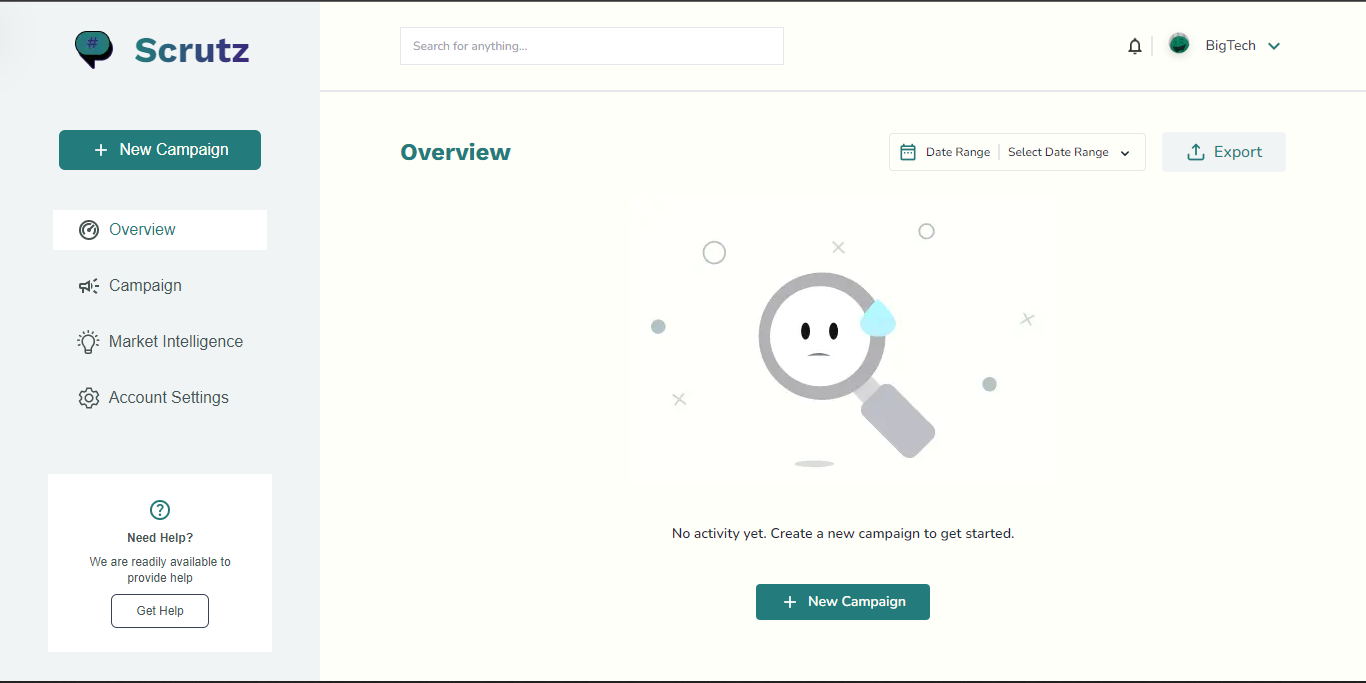 #
Scrutz
Search for anything...
BigTech
New Campaign
Overview
Campaign
Market Intelligence
Account Settings
?
Need Help?
We are readily available to
provide help
Get Help
Overview
Date Range
Select Date Range
Export
No activity yet. Create a new campaign to get started.
New Campaign